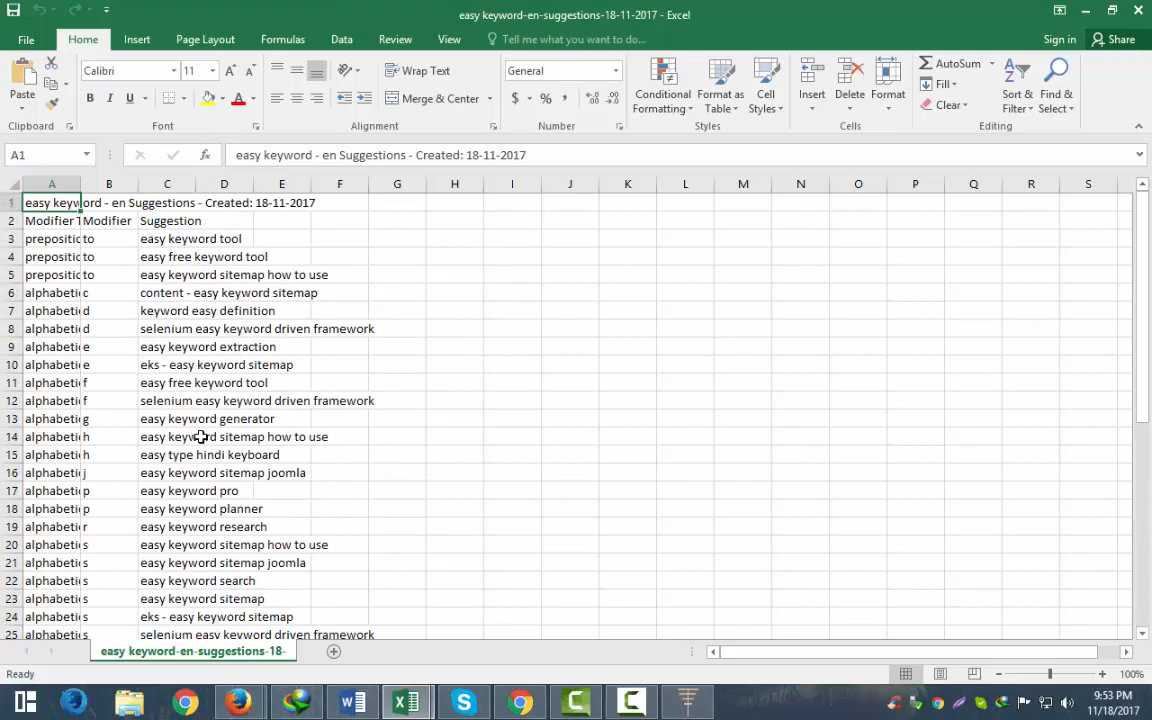 easy keyword-en-suggestions-18-11-2017 - Excel
File Home Insert Page Layout Formulas Data Review View Tell me what you want to do... Sign in Share
Paste Calibri 11 A A Wrap Text General AutoSum
B I U A Merge & Center $ % , Conditional Formatting Format as Table Cell Styles Insert Delete Format Fill Clear Sort & Filter Find & Select
Clipboard Font Alignment Number Styles Cells Editing
A1 fx easy keyword - en Suggestions - Created: 18-11-2017
A B C D E F G H I J K L M N O P Q R S
1 easy keyword - en Suggestions - Created: 18-11-2017
2 Modifier T Modifier Suggestion
3 prepositic to easy keyword tool
4 prepositic to easy free keyword tool
5 prepositic to easy keyword sitemap how to use
6 alphabetic c content - easy keyword sitemap
7 alphabetic d keyword easy definition
8 alphabetic d selenium easy keyword driven framework
9 alphabetic e easy keyword extraction
10 alphabetic e eks - easy keyword sitemap
11 alphabetic f easy free keyword tool
12 alphabetic f selenium easy keyword driven framework
13 alphabetic g easy keyword generator
14 alphabetic h easy keyword sitemap how to use
15 alphabetic h easy type hindi keyboard
16 alphabetic j easy keyword sitemap joomla
17 alphabetic p easy keyword pro
18 alphabetic p easy keyword planner
19 alphabetic r easy keyword research
20 alphabetic s easy keyword sitemap how to use
21 alphabetic s easy keyword sitemap joomla
22 alphabetic s easy keyword search
23 alphabetic s easy keyword sitemap
24 alphabetic s eks - easy keyword sitemap
25 alphabetic s selenium easy keyword driven framework
easy keyword-en-suggestions-18-
Ready 100%
9:53 PM
11/18/2017